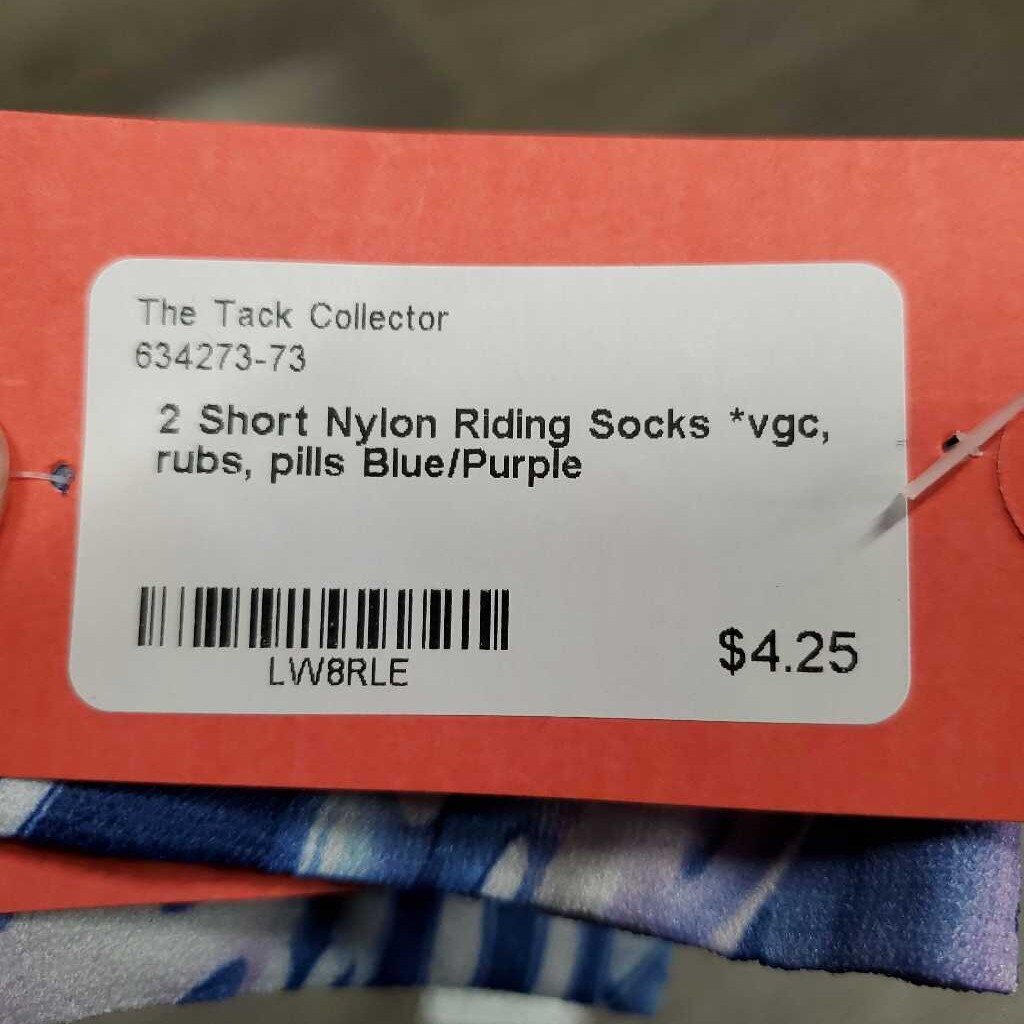 The Tack Collector
634273-73
2 Short Nylon Riding Socks *vgc,
rubs, pills Blue/Purple
LW8RLE
$4.25